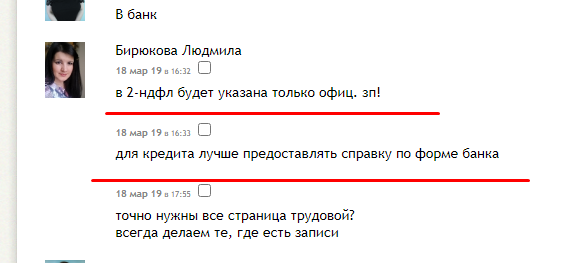 В банк
Бирюкова Людмила
18 мар 19 в 16:32
в 2-ндфл будет указана только офиц. зп!
18 мар 19 в 16:33
для кредита лучше предоставлять справку по форме банка
18 мар 19 в 17:55
точно нужны все страница трудовой?
всегда делаем те, где есть записи